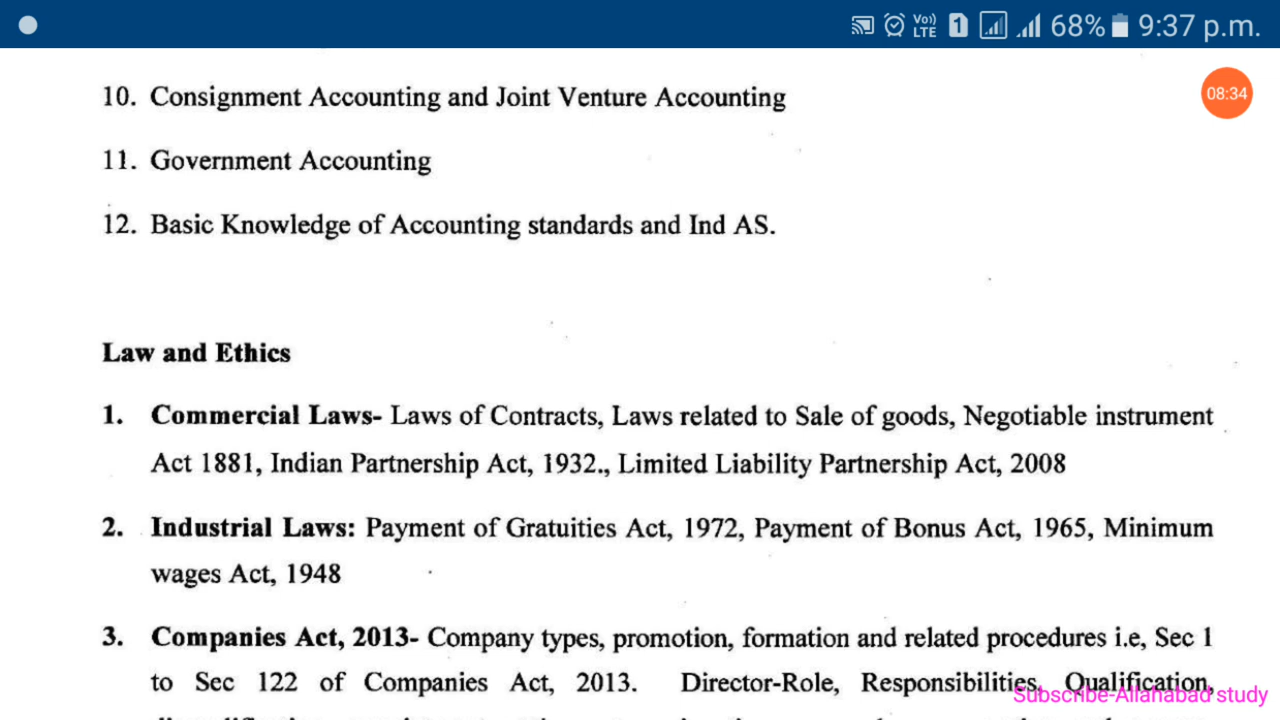 Vo))
LTE 1 68% 9:37 p.m.
08:34
10. Consignment Accounting and Joint Venture Accounting
11. Government Accounting
12. Basic Knowledge of Accounting standards and Ind AS.
Law and Ethics
1. Commercial Laws- Laws of Contracts, Laws related to Sale of goods, Negotiable instrument
Act 1881, Indian Partnership Act, 1932., Limited Liability Partnership Act, 2008
2. Industrial Laws: Payment of Gratuities Act, 1972, Payment of Bonus Act, 1965, Minimum
wages Act, 1948
3. Companies Act, 2013- Company types, promotion, formation and related procedures i.e, Sec 1
to Sec 122 of Companies Act, 2013. Director-Role, Responsibilities, Qualification,
Subscribe-Allahabad study